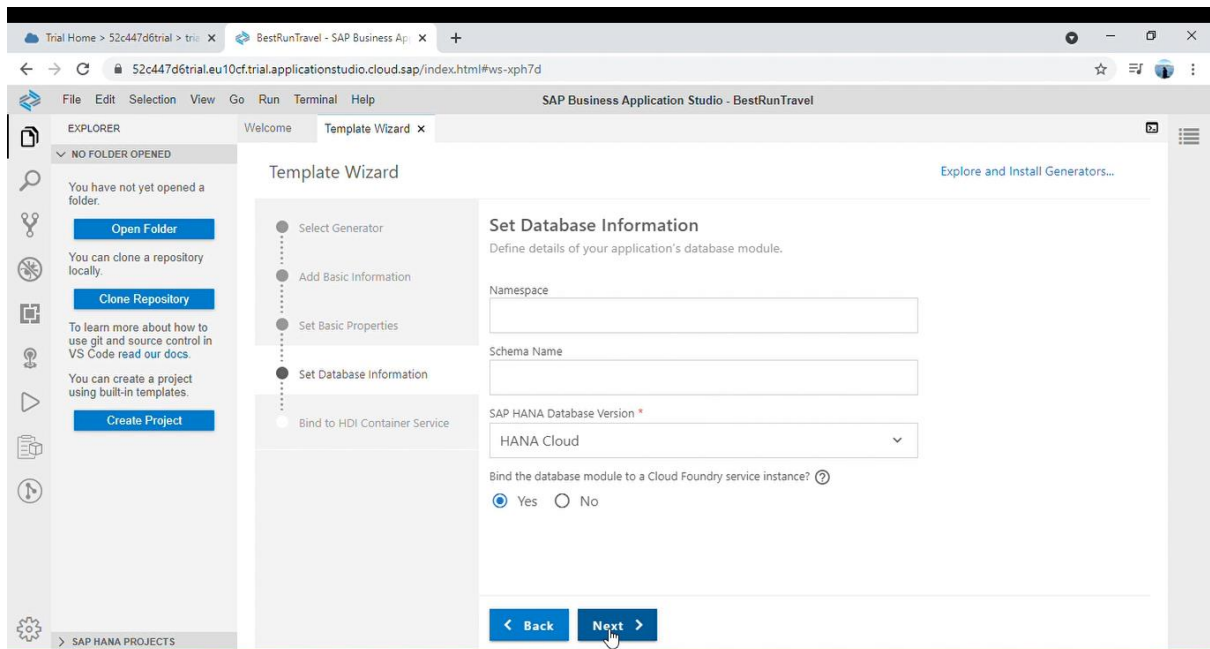 Trial Home > 52c447d6trial > tria
BestRunTravel - SAP Business Ap
52c447d6trial.eu10cf.trial.applicationstudio.cloud.sap/index.html#ws-xph7d
File Edit Selection View Go Run Terminal Help
SAP Business Application Studio - BestRunTravel
EXPLORER
Welcome
Template Wizard
NO FOLDER OPENED
You have not yet opened a
folder.
Open Folder
You can clone a repository
locally.
Clone Repository
To learn more about how to
use git and source control in
VS Code read our docs.
You can create a project
using built-in templates.
Create Project
SAP HANA PROJECTS
Template Wizard
Explore and Install Generators...
Select Generator
Add Basic Information
Set Basic Properties
Set Database Information
Bind to HDI Container Service
Set Database Information
Define details of your application's database module.
Namespace
Schema Name
SAP HANA Database Version *
HANA Cloud
Bind the database module to a Cloud Foundry service instance?
Yes No
Back
Next